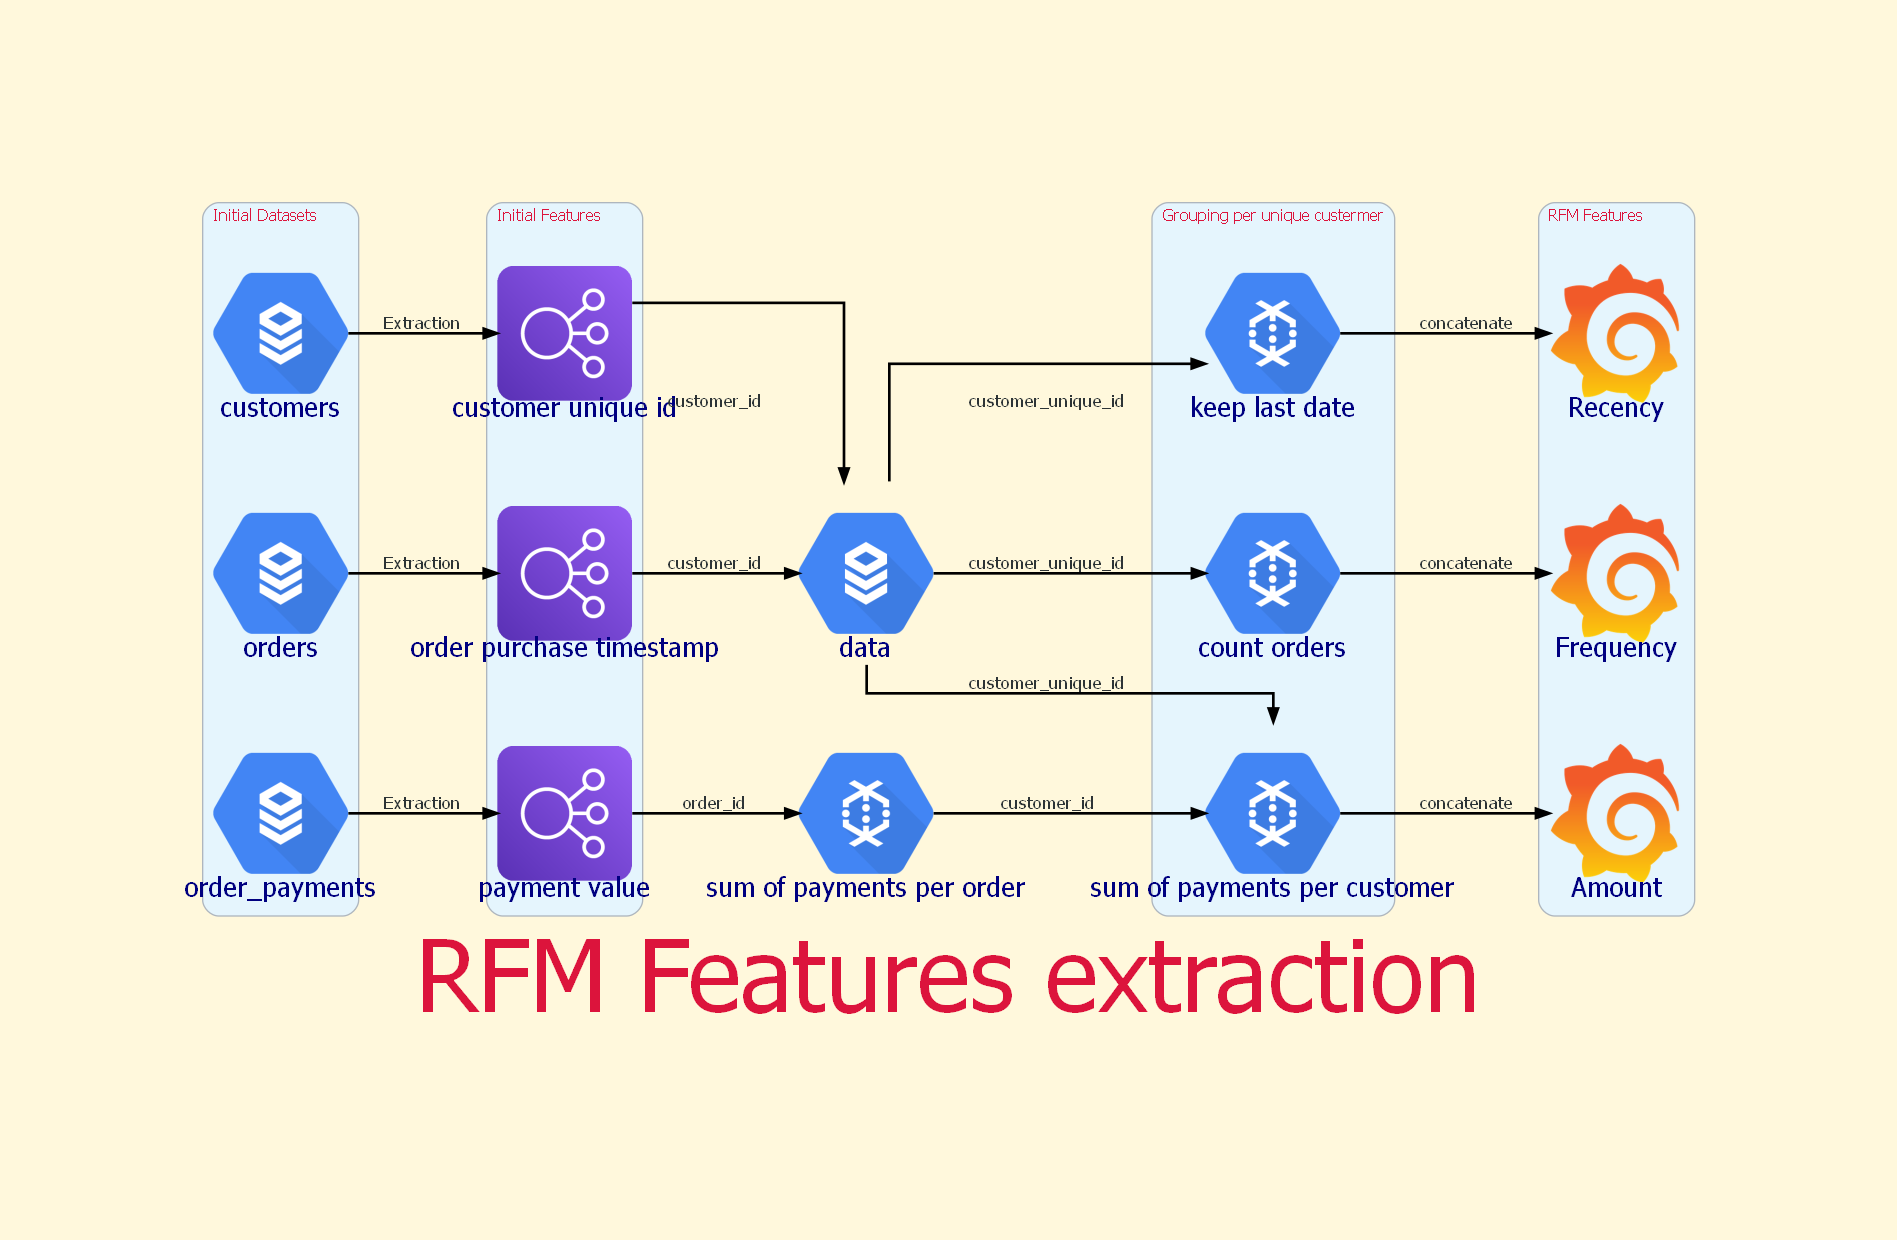 Initial Datasets
Initial Features
Grouping per unique custermer
RFM Features
Extraction
concatenate
customers
customer unique id
customer_id
customer_unique_id
keep last date
Recency
Extraction
customer_id
customer_unique_id
concatenate
orders
order purchase timestamp
data
count orders
Frequency
customer_unique_id
Extraction
order_id
customer_id
concatenate
order_payments
payment value
sum of payments per order
sum of payments per customer
Amount
RFM Features extraction